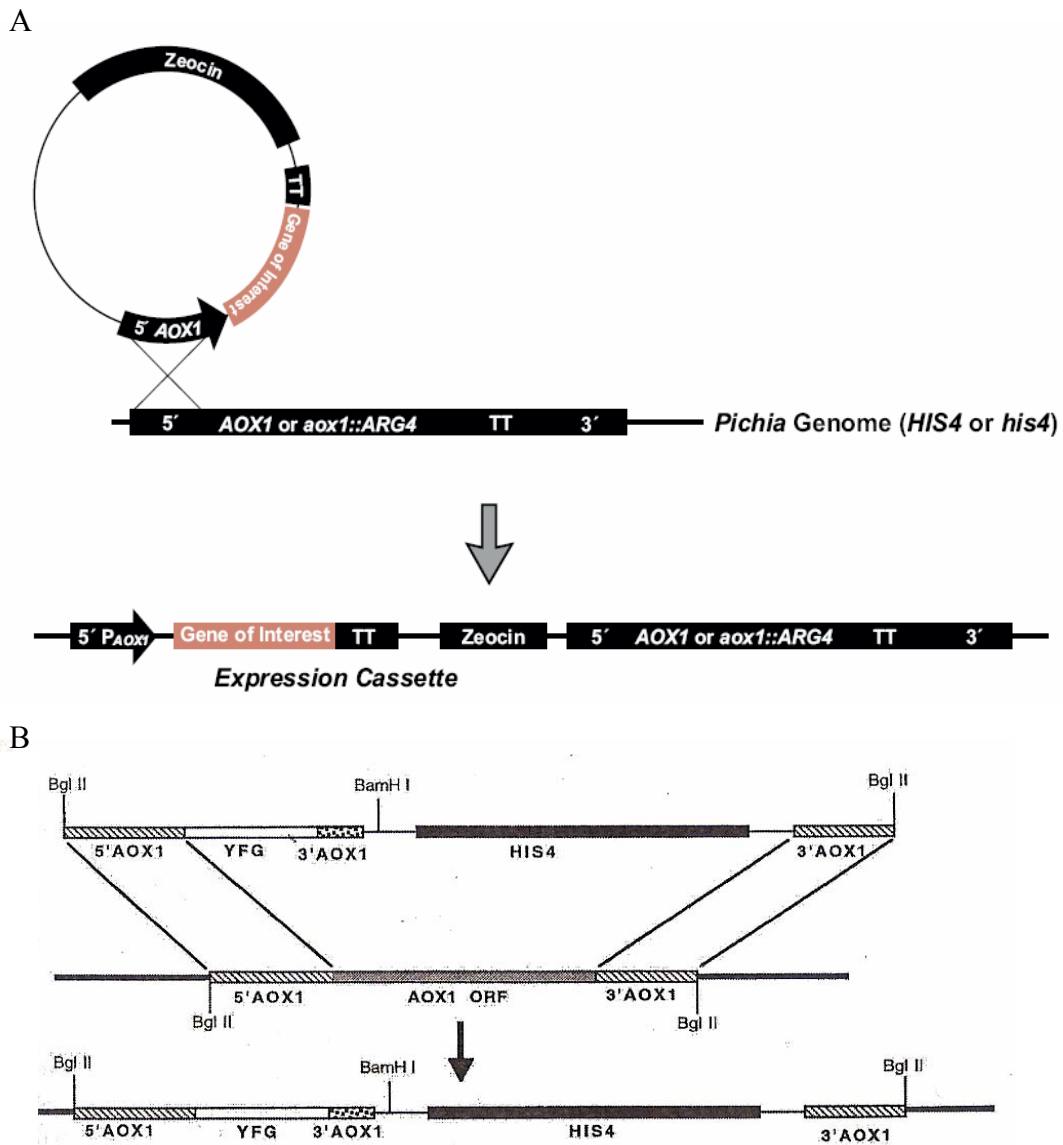 A
Zeocin
TT
Gene of Interest
5´ AOX1
5´ AOX1 or aox1::ARG4 TT 3´ Pichia Genome (HIS4 or his4)
5´ PAOX1 Gene of Interest TT Zeocin 5´ AOX1 or aox1::ARG4 TT 3´
Expression Cassette
B
Bgl II BamH I Bgl II
5'AOX1 YFG 3'AOX1 HIS4 3'AOX1
5'AOX1 AOX1 ORF 3'AOX1
Bgl II Bgl II
Bgl II BamH I Bgl II
5'AOX1 YFG 3'AOX1 HIS4 3'AOX1